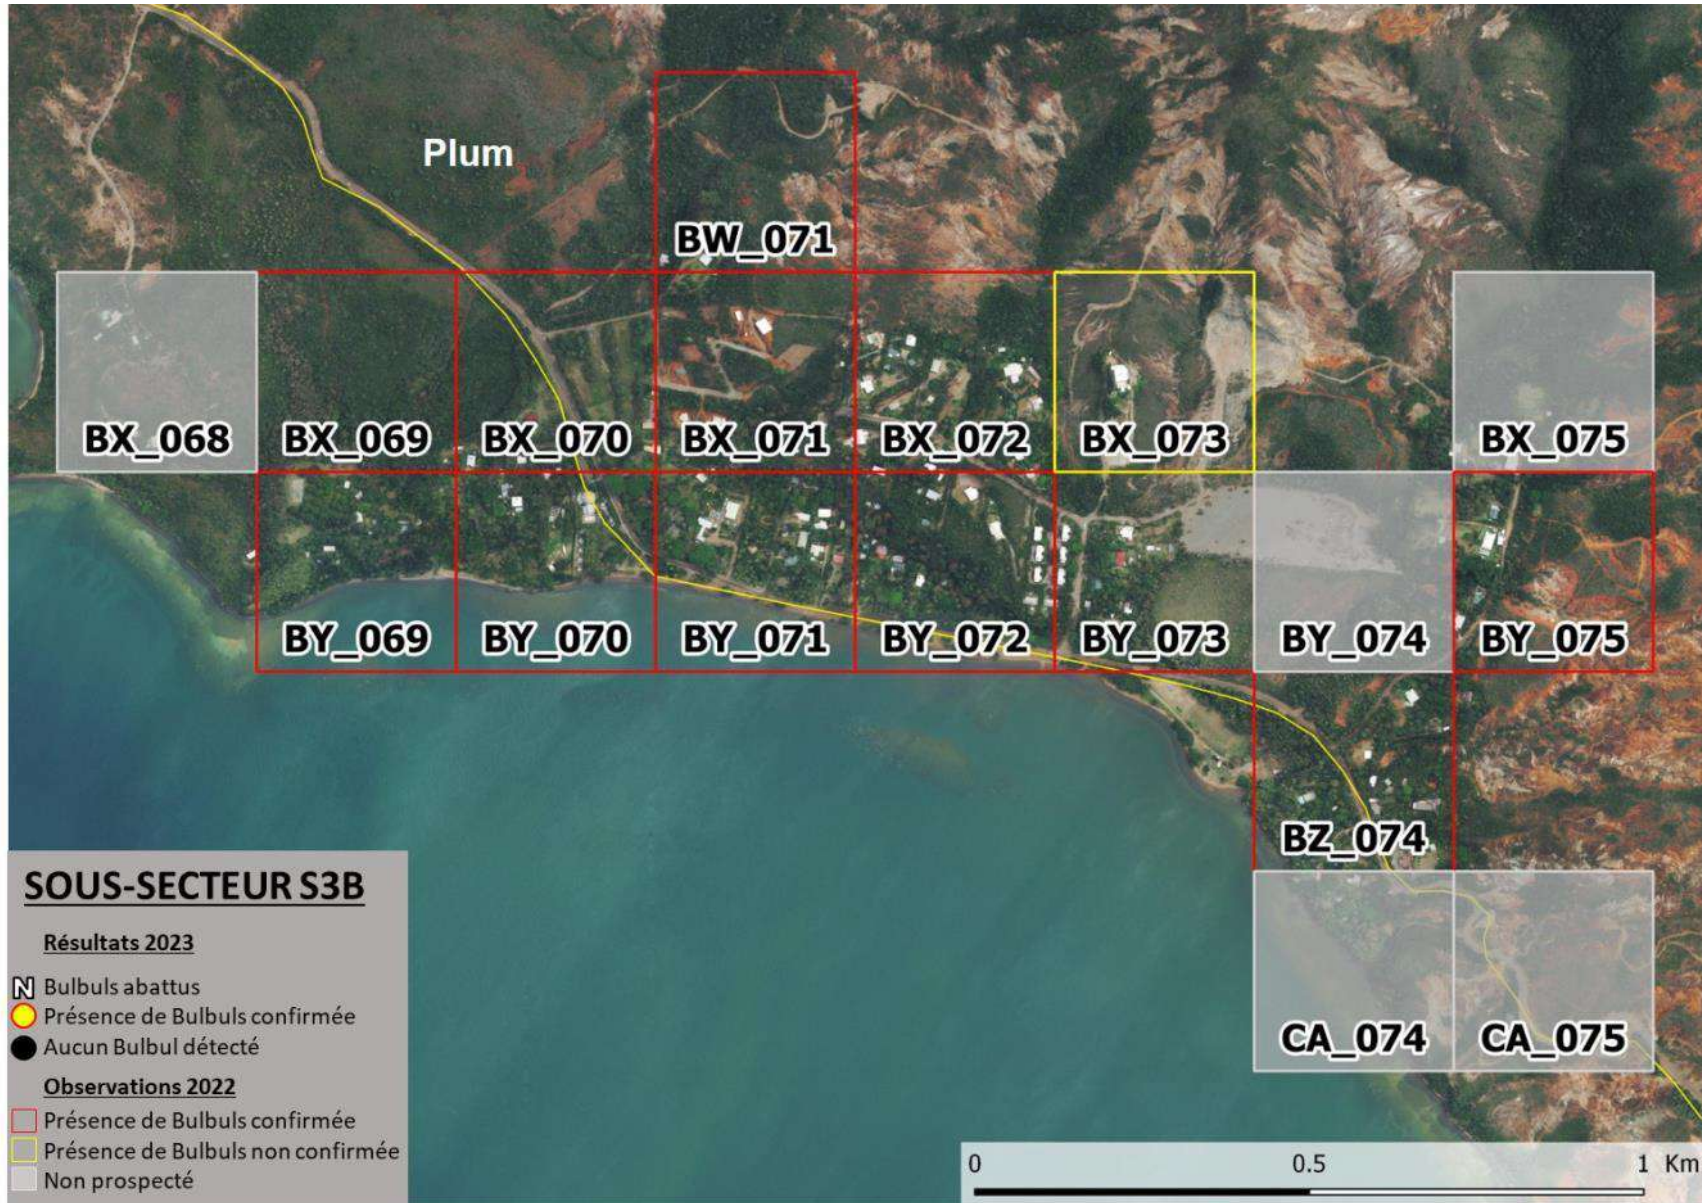 Plum
BW_071
BX_068 BX_069 BX_070 BX_071 BX_072 BX_073 BX_075
BY_069 BY_070 BY_071 BY_072 BY_073 BY_074 BY_075
BZ_074
CA_074 CA_075
SOUS-SECTEUR S3B
Résultats 2023
N Bulbuls abattus
Présence de Bulbuls confirmée
Aucun Bulbul détecté
Observations 2022
Présence de Bulbuls confirmée
Présence de Bulbuls non confirmée
Non prospecté
0 0.5 1 Km